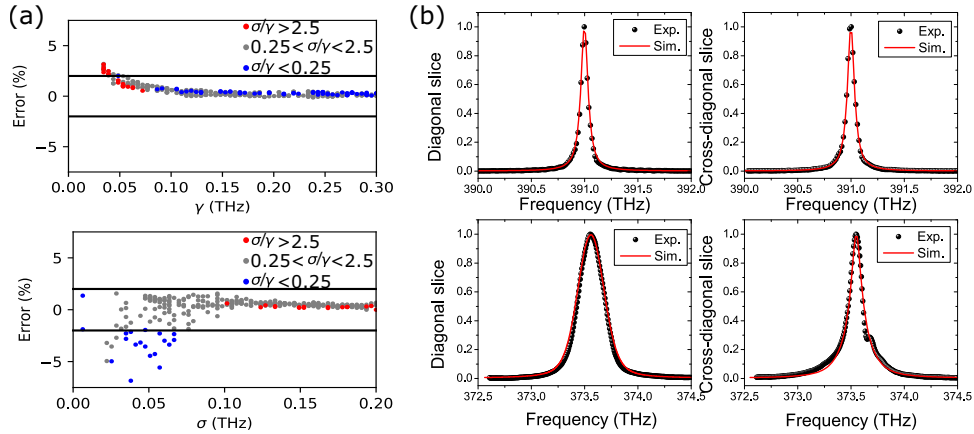 (a)
σ/γ>2.5
0.25<σ/γ<2.5
σ/γ<0.25
Error (%)
5
0
−5
0.00 0.05 0.10 0.15 0.20 0.25 0.30
γ (THz)
σ/γ>2.5
0.25<σ/γ<2.5
σ/γ<0.25
Error (%)
5
0
−5
0.00 0.05 0.10 0.15 0.20
σ (THz)
(b)
Diagonal slice
1.0
0.8
0.6
0.4
0.2
0.0
Exp.
Sim.
390.0 390.5 391.0 391.5 392.0
Frequency (THz)
Cross-diagonal slice
1.0
0.8
0.6
0.4
0.2
0.0
Exp.
Sim.
390.0 390.5 391.0 391.5 392.0
Frequency (THz)
Diagonal slice
1.0
0.8
0.6
0.4
0.2
0.0
Exp.
Sim.
372.5 373.0 373.5 374.0 374.5
Frequency (THz)
Cross-diagonal slice
1.0
0.8
0.6
0.4
0.2
0.0
Exp.
Sim.
372.5 373.0 373.5 374.0 374.5
Frequency (THz)